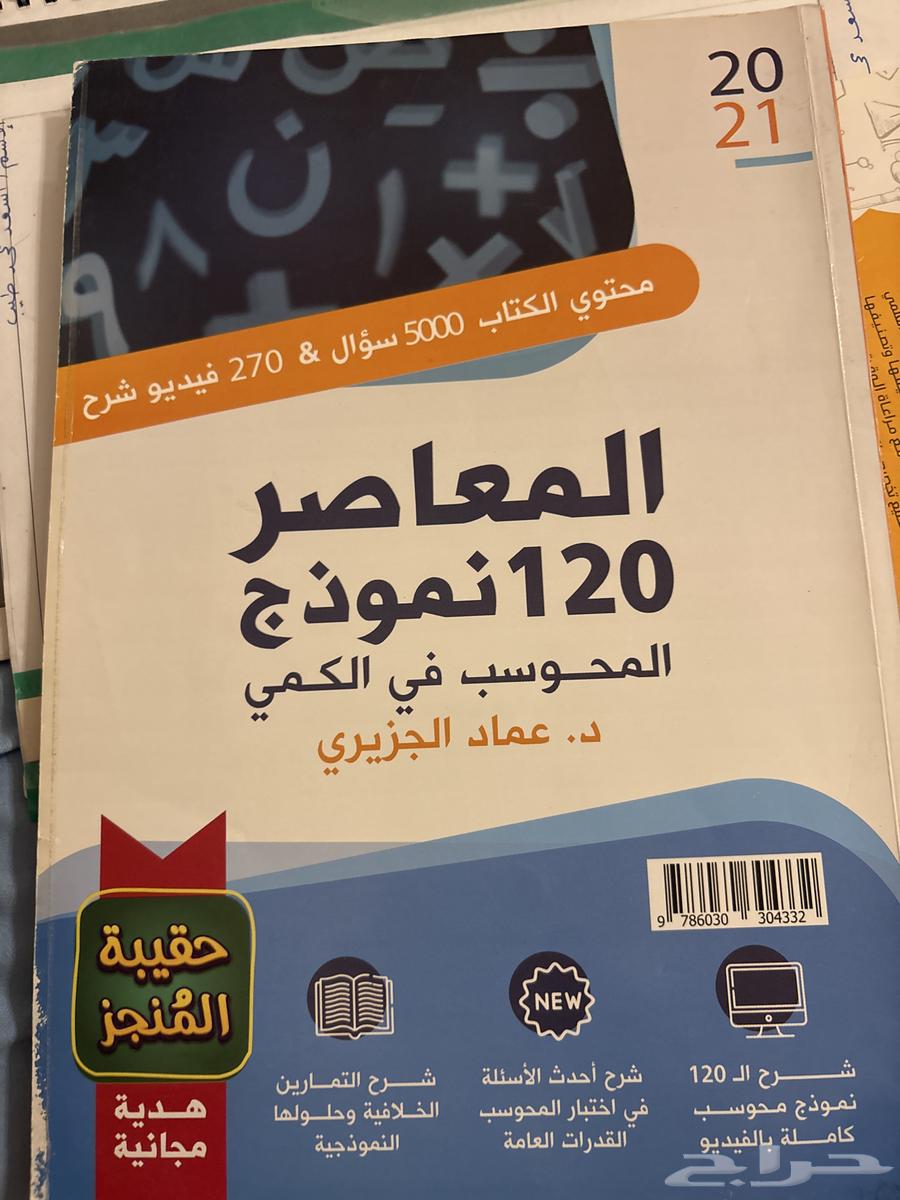 20
21
محتوي الكتاب 5000 سؤال & 270 فيديو شرح
المعاصر
120 نموذج
المحوسب في الكمي
د. عماد الجزيري
9 786030 304332
حقيبة
المُنجز
هدية
مجانية
شرح الـ 120
نموذج محوسب
كاملة بالفيديو
NEW
شرح أحدث الأسئلة
في اختبار المحوسب
القدرات العامة
شرح التمارين
الخلافية وحلولها
النموذجية
حراج